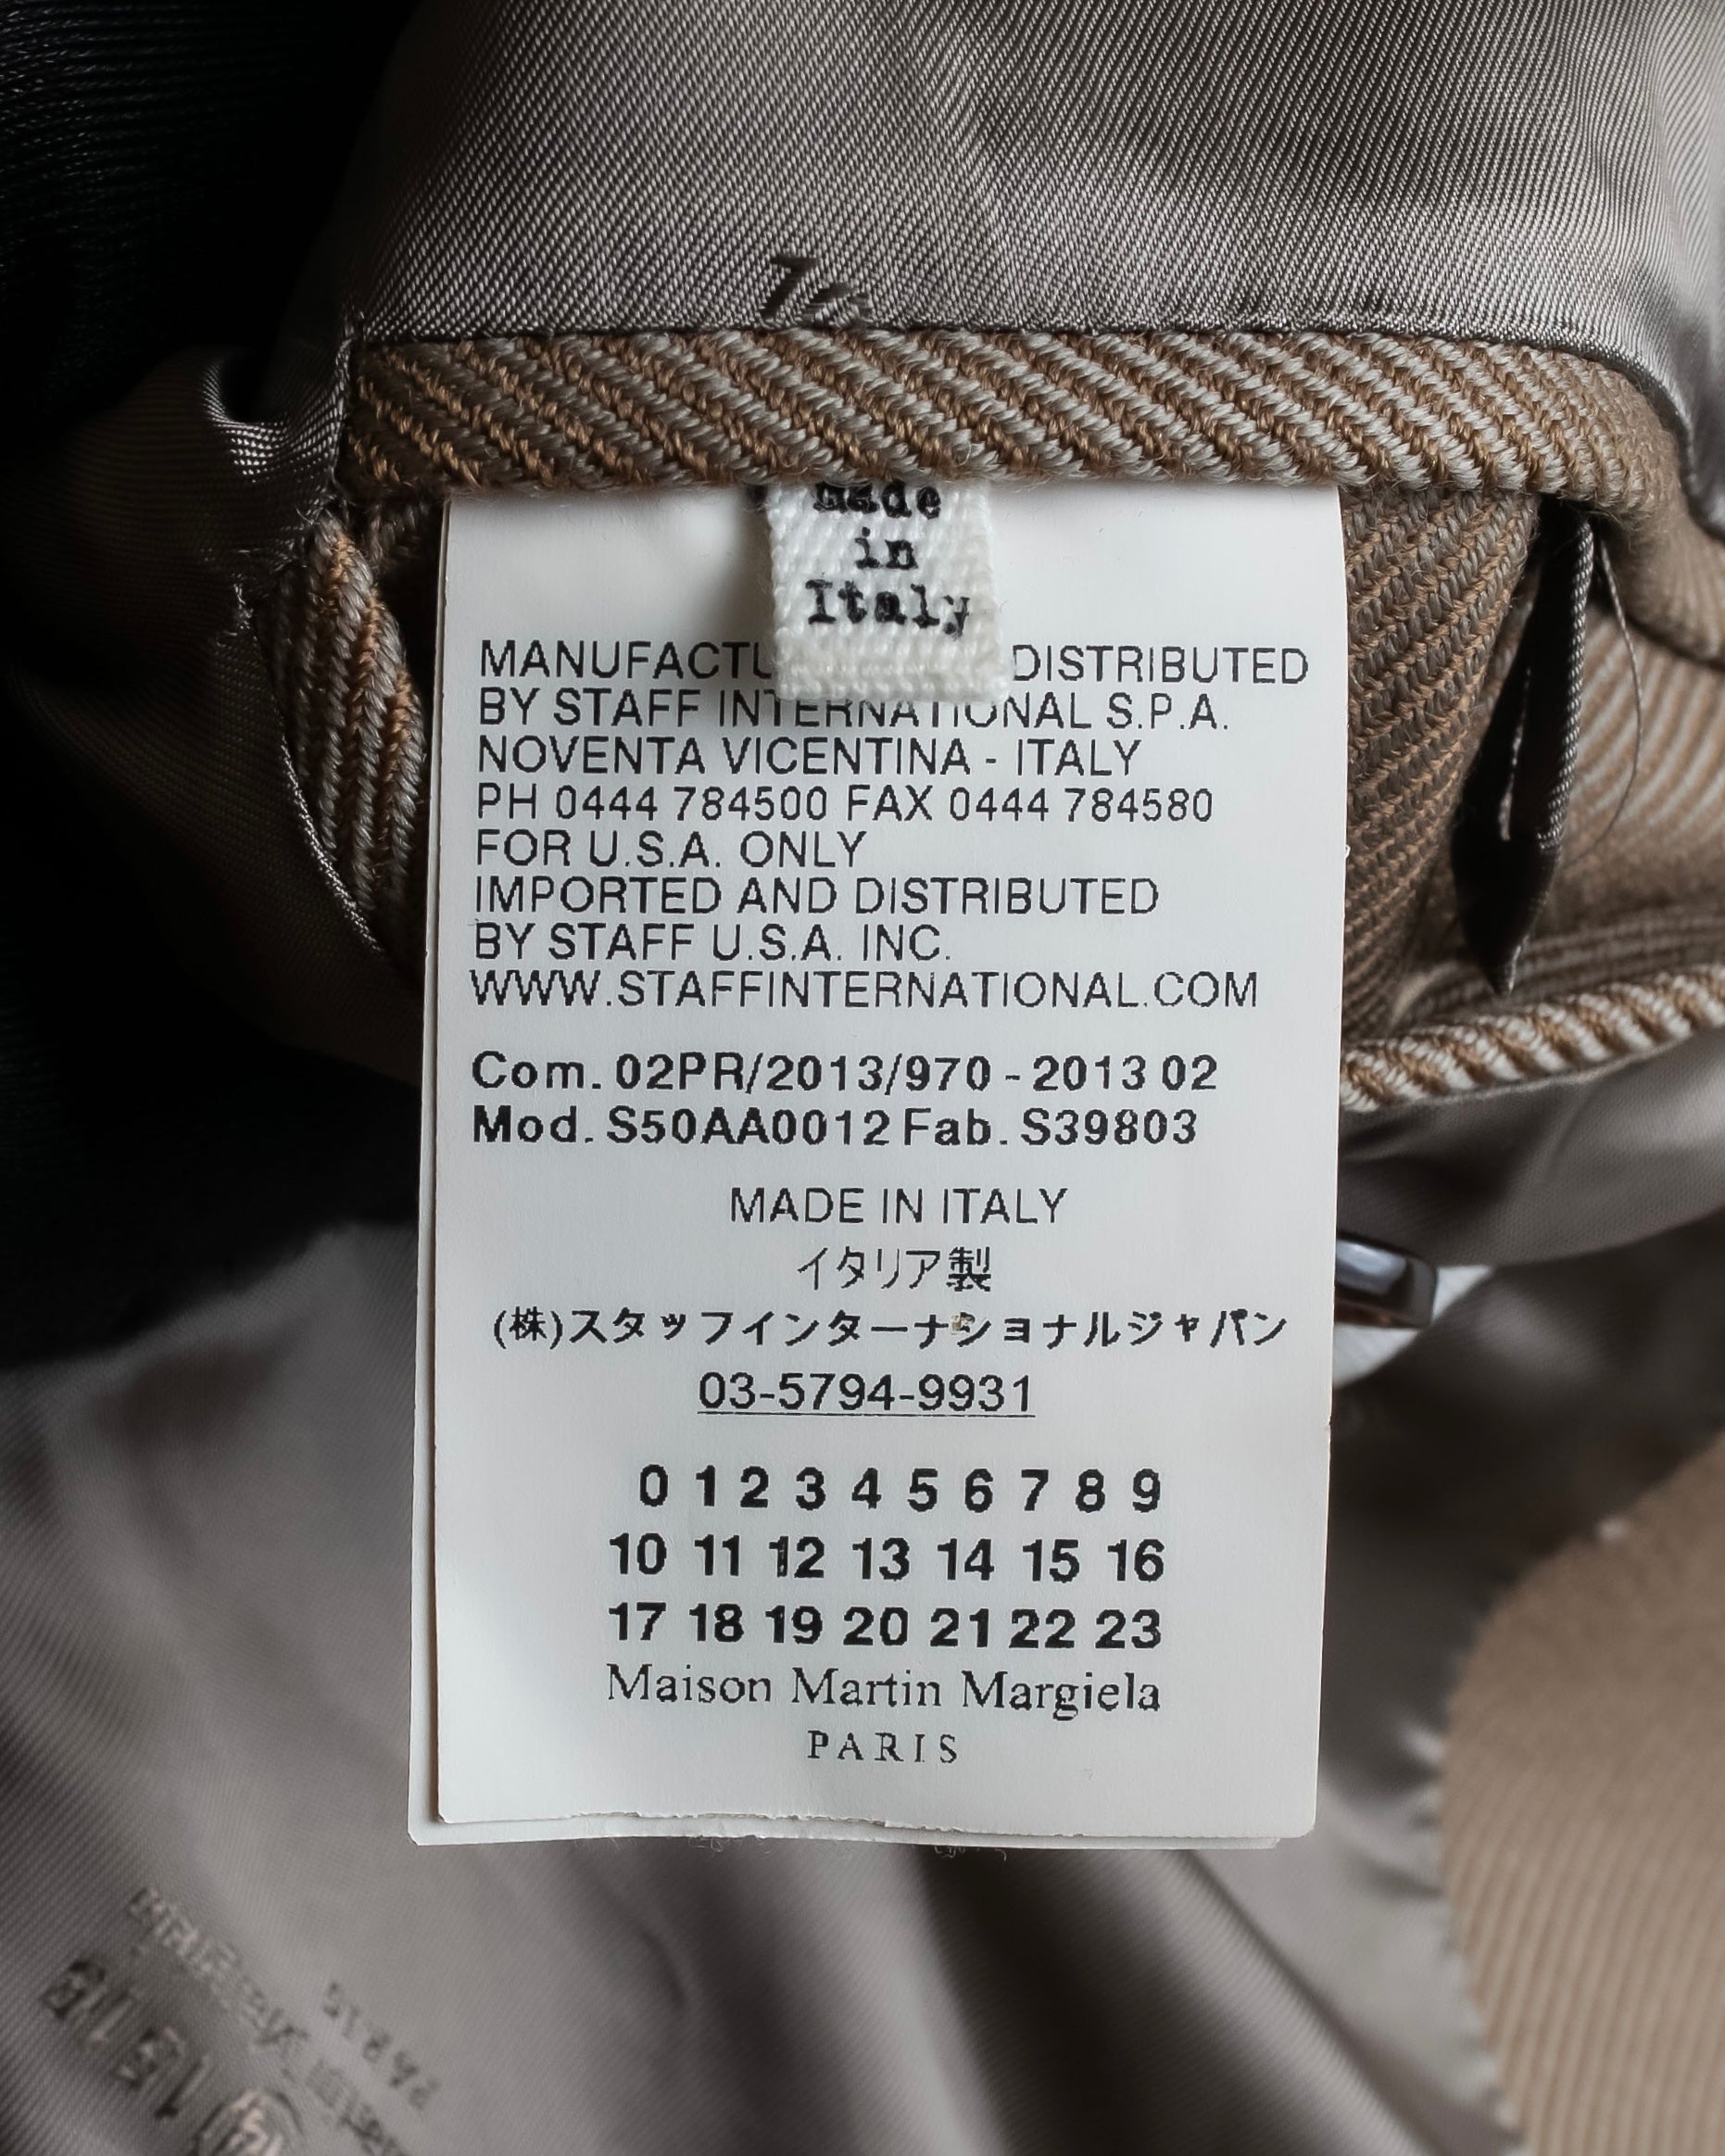 Made
in
Italy
MANUFACTU DISTRIBUTED
BY STAFF INTERNATIONAL S.P.A.
NOVENTA VICENTINA - ITALY
PH 0444 784500 FAX 0444 784580
FOR U.S.A. ONLY
IMPORTED AND DISTRIBUTED
BY STAFF U.S.A. INC.
WWW.STAFFINTERNATIONAL.COM
Com. 02PR/2013/970 - 2013 02
Mod. S50AA0012 Fab. S39803
MADE IN ITALY
イタリア製
(株)スタッフインターナショナルジャパン
03-5794-9931
0 1 2 3 4 5 6 7 8 9
10 11 12 13 14 15 16
17 18 19 20 21 22 23
Maison Martin Margiela
PARIS